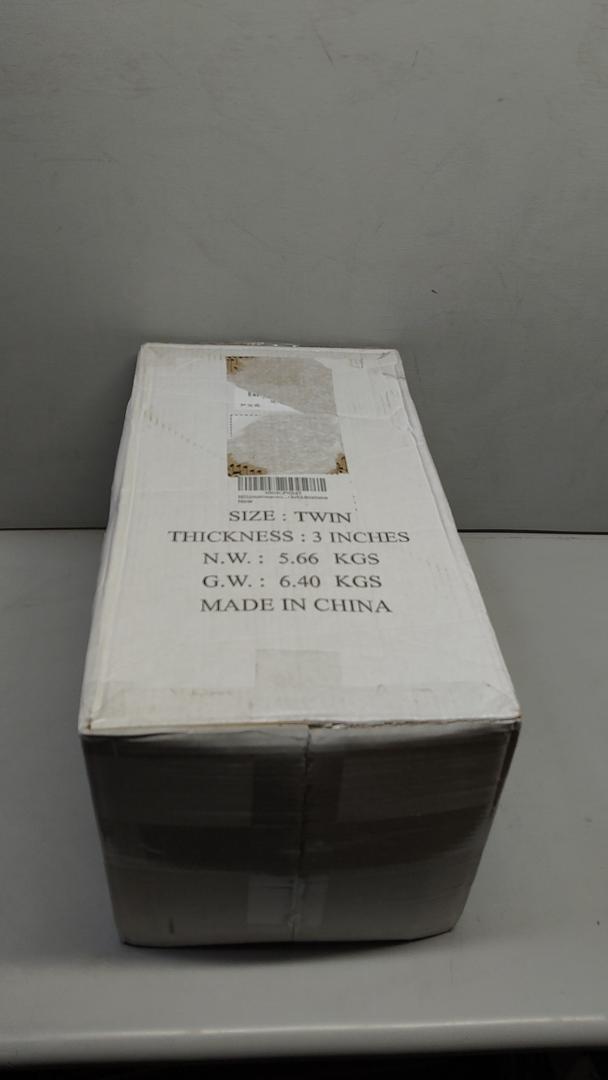 SIZE : TWIN
THICKNESS : 3 INCHES
N.W. : 5.66 KGS
G.W. : 6.40 KGS
MADE IN CHINA